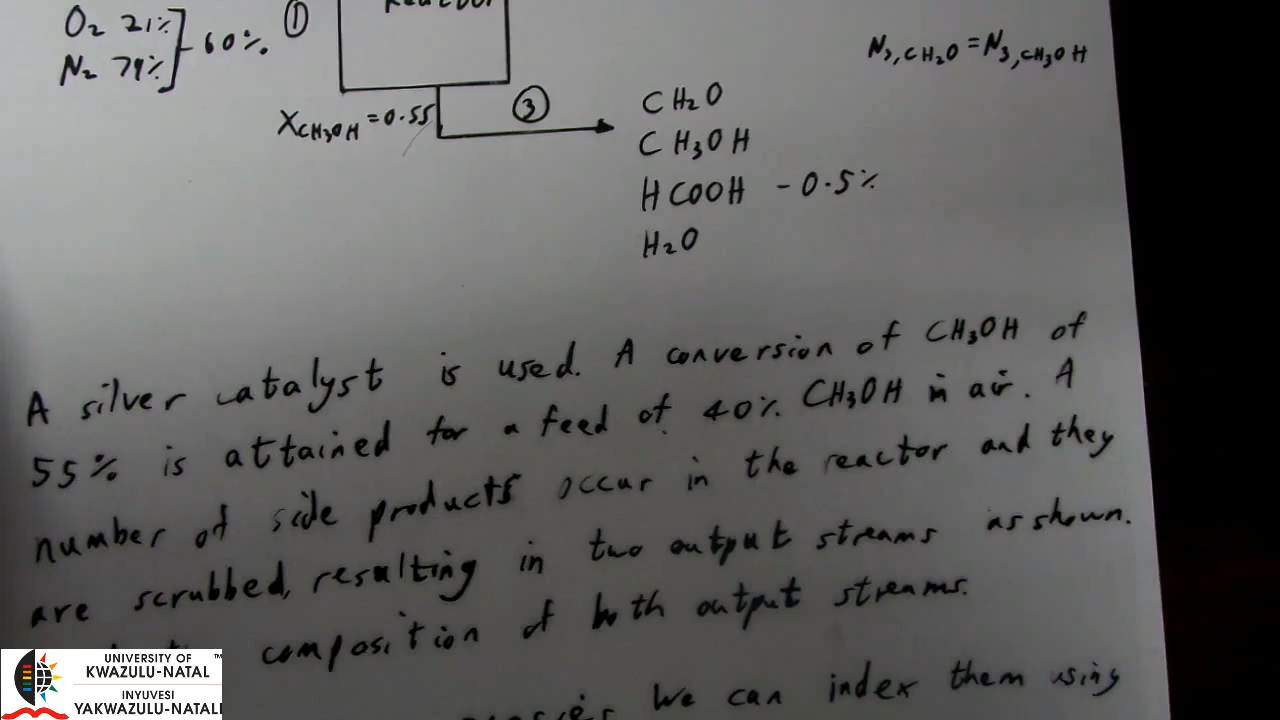 O2 21%
N2 79%
60%.
1
XCH3OH = 0.55
3
N3,CH2O = N3,CH3OH
CH2O
CH3OH
HCOOH - 0.5%
H2O
A silver catalyst is used. A conversion of CH3OH of
55% is attained for a feed of 40% CH3OH in air. A
number of side products occur in the reactor and they
are scrubbed, resulting in two output streams as shown.
composition of both output streams.
We can index them using
UNIVERSITY OF ™
KWAZULU-NATAL
INYUVESI
YAKWAZULU-NATALI